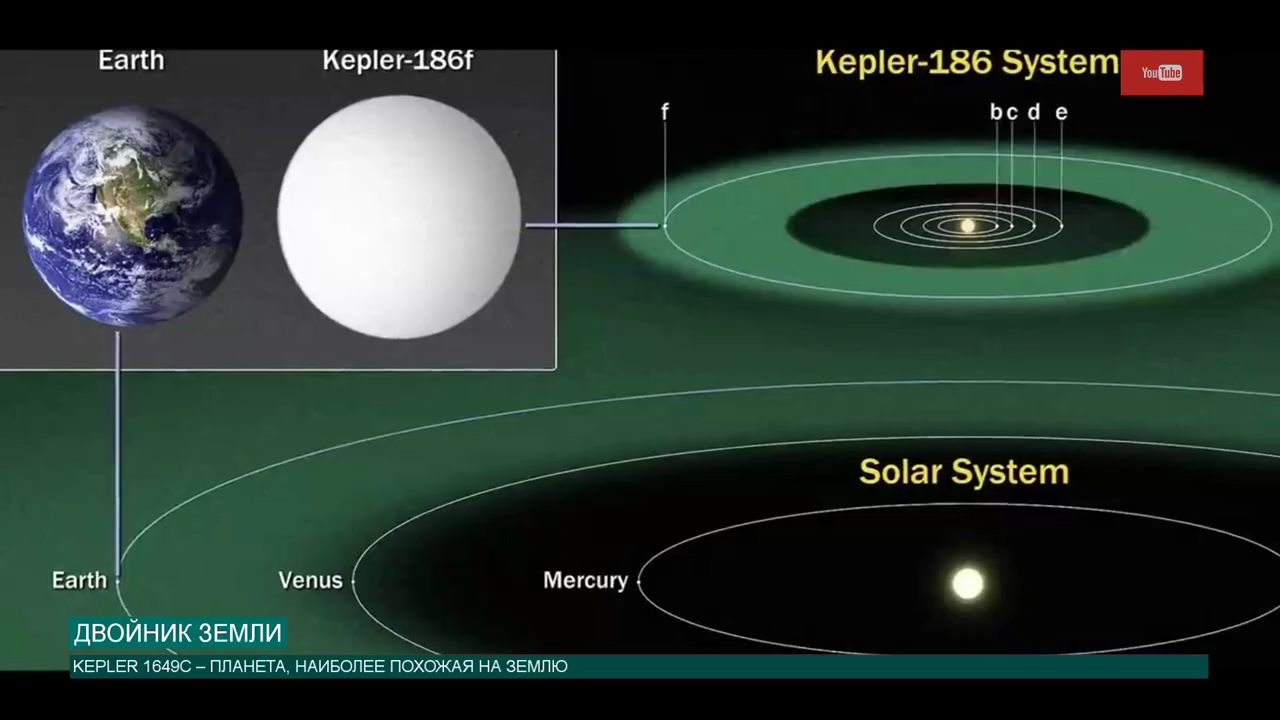 Earth
Kepler-186f
Kepler-186 System
YouTube
f
b c d e
Solar System
Earth
Venus
Mercury
ДВОЙНИК ЗЕМЛИ
KEPLER 1649C – ПЛАНЕТА, НАИБОЛЕЕ ПОХОЖАЯ НА ЗЕМЛЮ